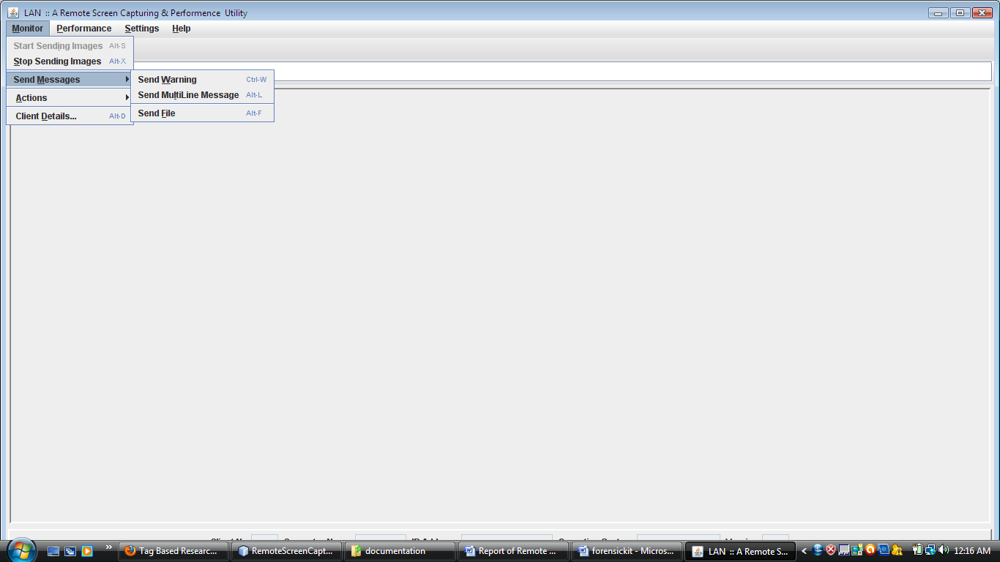 LAN :: A Remote Screen Capturing & Performence Utility
Monitor Performance Settings Help
Start Sending Images Alt-S
Stop Sending Images Alt-X
Send Messages
Actions
Client Details... Alt-D
Send Warning Ctrl-W
Send MultiLine Message Alt-L
Send File Alt-F
Tag Based Researc... RemoteScreenCapt... documentation Report of Remote ... forensickit - Micros... LAN :: A Remote S... 12:16 AM